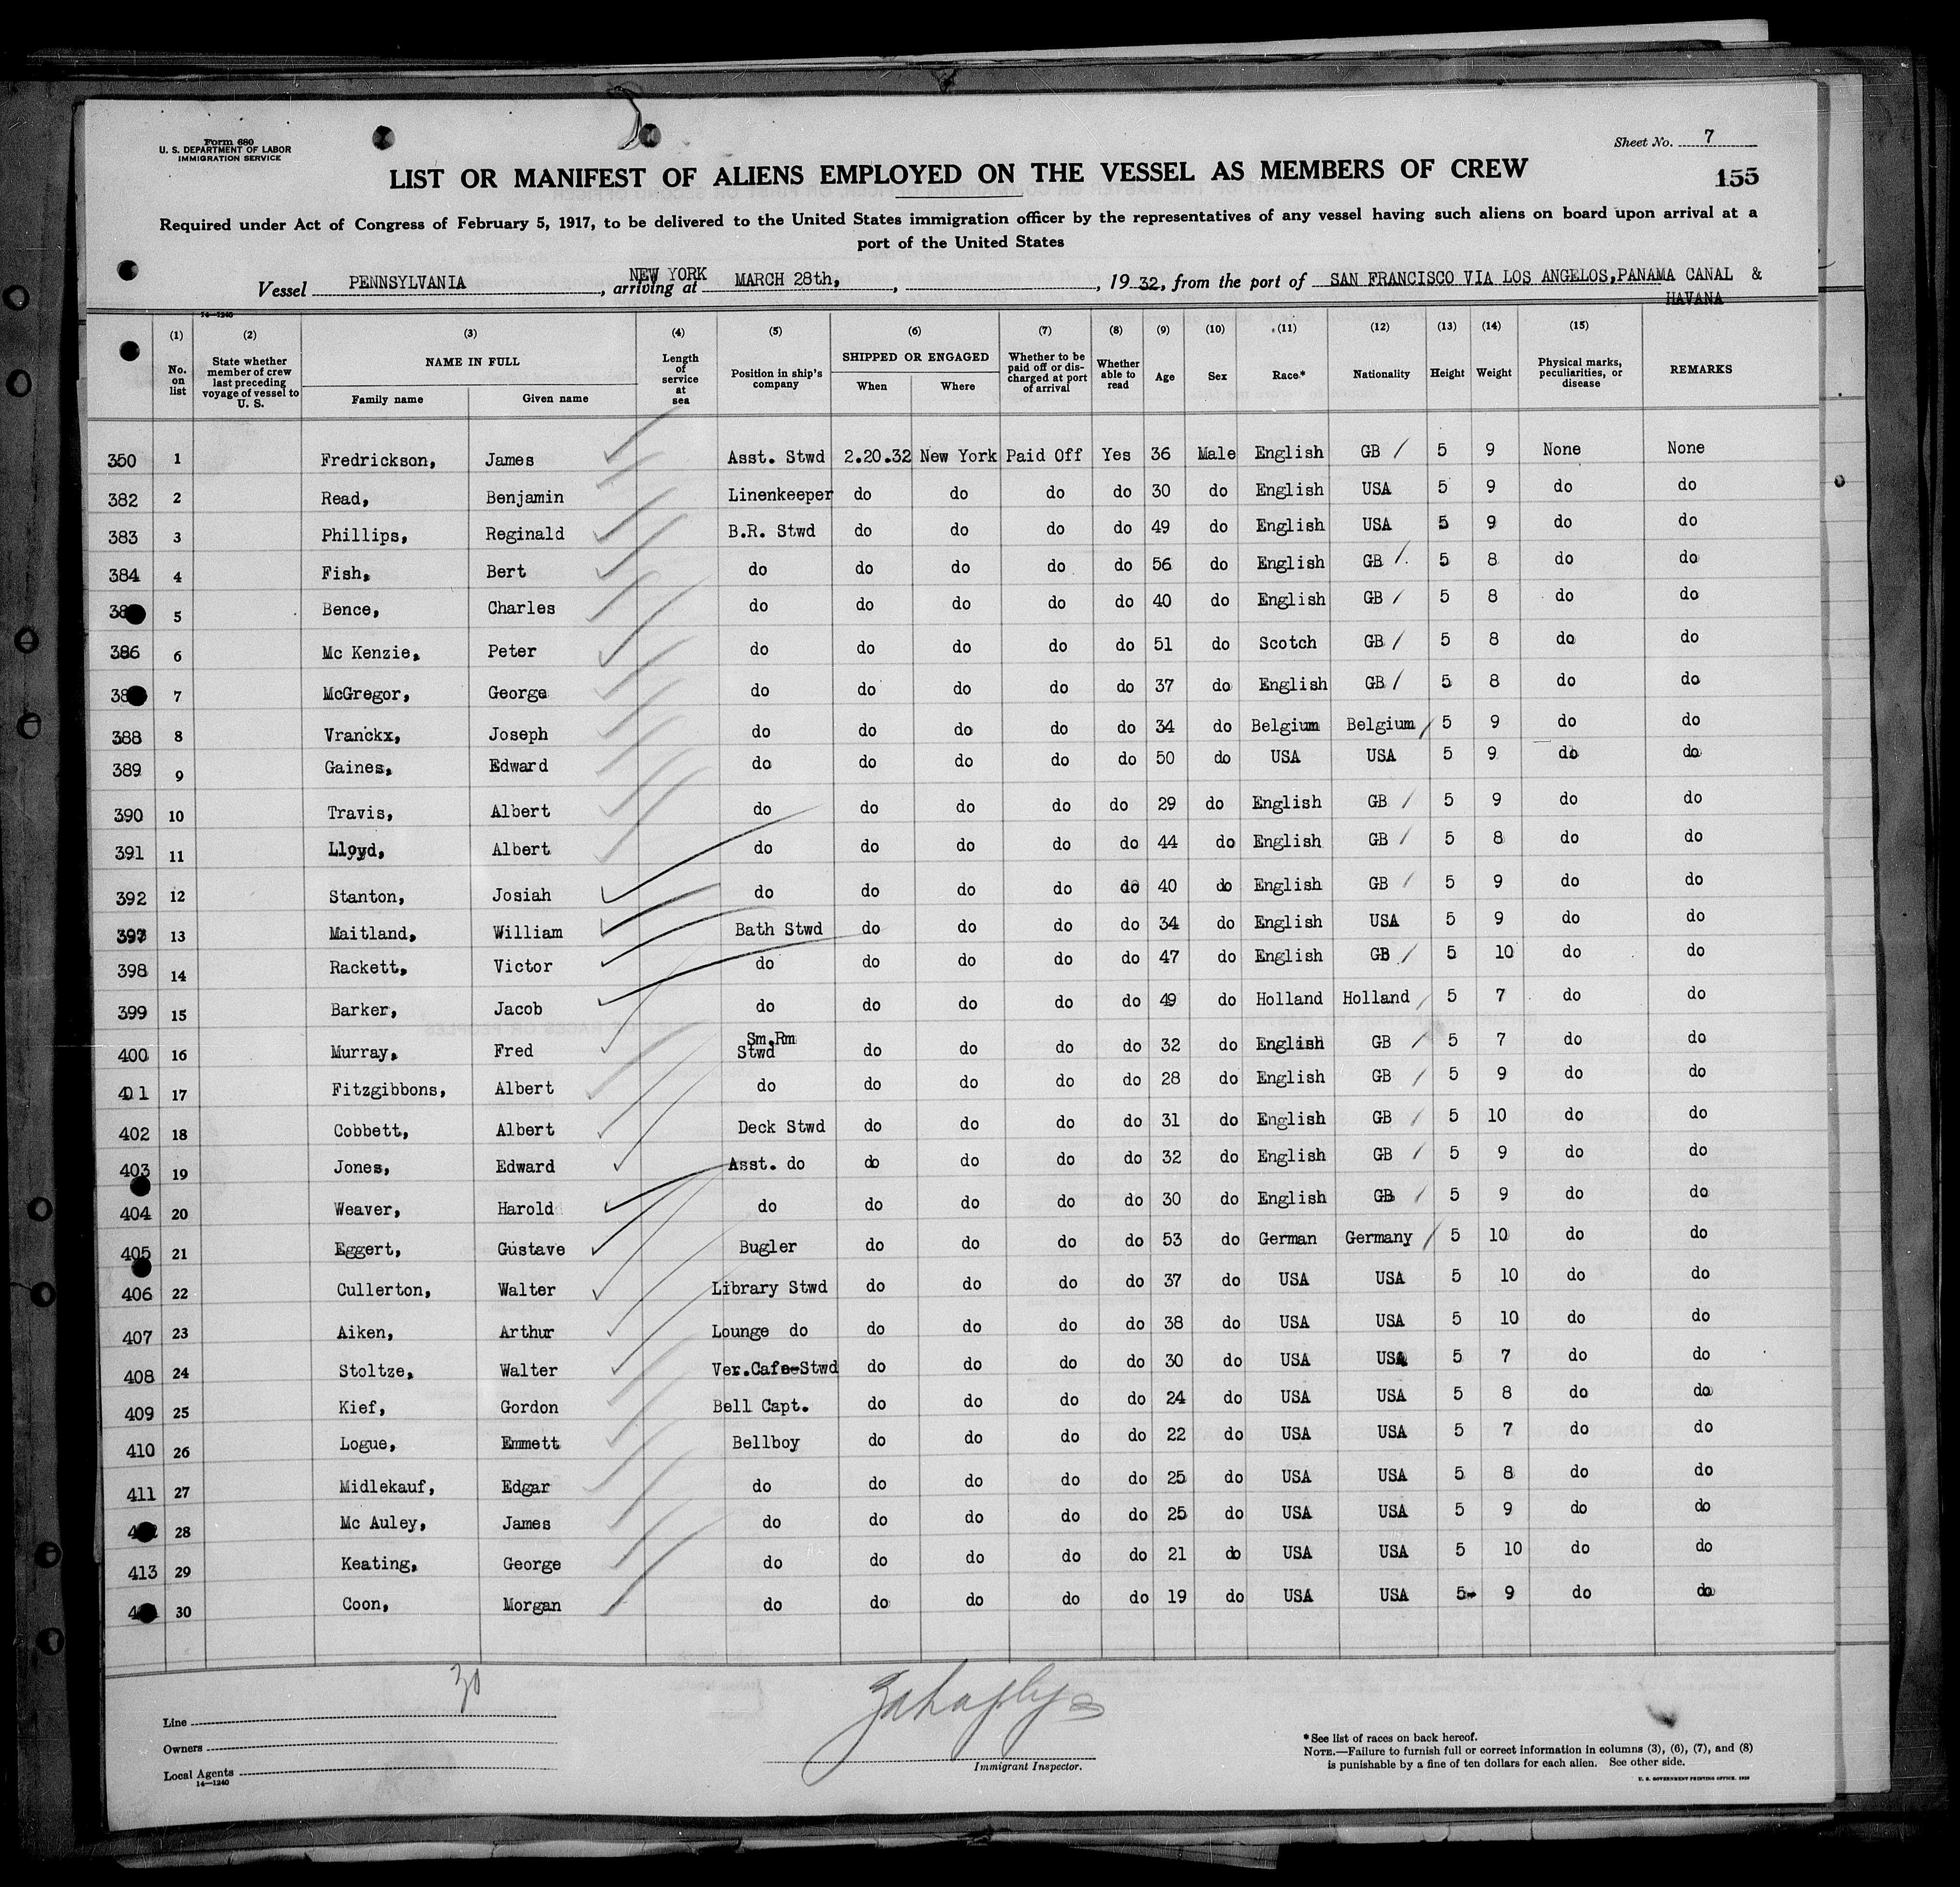 Form 680
U. S. DEPARTMENT OF LABOR
IMMIGRATION SERVICE
Sheet No. 7
LIST OR MANIFEST OF ALIENS EMPLOYED ON THE VESSEL AS MEMBERS OF CREW
155
Required under Act of Congress of February 5, 1917, to be delivered to the United States immigration officer by the representatives of any vessel having such aliens on board upon arrival at a
port of the United States
Vessel PENNSYLVANIA, arriving at NEW YORK MARCH 28th, , 1932, from the port of SAN FRANCISCO VIA LOS ANGELOS,PANAMA CANAL &
HAVANA
14—1240
(1) (2) (3) (4) (5) (6) (7) (8) (9) (10) (11) (12) (13) (14) (15)
No. on list | State whether member of crew last preceding voyage of vessel to U. S. | NAME IN FULL | Length of service at sea | Position in ship's company | SHIPPED OR ENGAGED | Whether to be paid off or discharged at port of arrival | Whether able to read | Age | Sex | Race* | Nationality | Height | Weight | Physical marks, peculiarities, or disease | REMARKS
Family name | Given name | When | Where
350 1 Fredrickson, James Asst. Stwd 2.20.32 New York Paid Off Yes 36 Male English GB 5 9 None None
382 2 Read, Benjamin Linenkeeper do do do do 30 do English USA 5 9 do do
383 3 Phillips, Reginald B.R. Stwd do do do do 49 do English USA 5 9 do do
384 4 Fish, Bert do do do do do 56 do English GB 5 8 do do
5 Bence, Charles do do do do do 40 do English GB 5 8 do do
386 6 Mc Kenzie, Peter do do do do do 51 do Scotch GB 5 8 do do
7 McGregor, George do do do do do 37 do English GB 5 8 do do
388 8 Vranckx, Joseph do do do do do 34 do Belgium Belgium 5 9 do do
389 9 Gaines, Edward do do do do do 50 do USA USA 5 9 do do
390 10 Travis, Albert do do do do do 29 do English GB 5 9 do do
391 11 Lloyd, Albert do do do do do 44 do English GB 5 8 do do
392 12 Stanton, Josiah do do do do do 40 do English GB 5 9 do do
397 13 Maitland, William Bath Stwd do do do do 34 do English USA 5 9 do do
398 14 Rackett, Victor do do do do do 47 do English GB 5 10 do do
399 15 Barker, Jacob do do do do do 49 do Holland Holland 5 7 do do
400 16 Murray, Fred Sm.Rm Stwd do do do do 32 do English GB 5 7 do do
401 17 Fitzgibbons, Albert do do do do do 28 do English GB 5 9 do do
402 18 Cobbett, Albert Deck Stwd do do do do 31 do English GB 5 10 do do
403 19 Jones, Edward Asst. do do do do do 32 do English GB 5 9 do do
404 20 Weaver, Harold do do do do do 30 do English GB 5 9 do do
405 21 Eggert, Gustave Bugler do do do do 53 do German Germany 5 10 do do
406 22 Cullerton, Walter Library Stwd do do do do 37 do USA USA 5 10 do do
407 23 Aiken, Arthur Lounge do do do do do 38 do USA USA 5 10 do do
408 24 Stoltze, Walter Ver.Cafe-Stwd do do do do 30 do USA USA 5 7 do do
409 25 Kief, Gordon Bell Capt. do do do do 24 do USA USA 5 8 do do
410 26 Logue, Emmett Bellboy do do do do 22 do USA USA 5 7 do do
411 27 Midlekauf, Edgar do do do do do 25 do USA USA 5 8 do do
28 Mc Auley, James do do do do do 25 do USA USA 5 9 do do
413 29 Keating, George do do do do do 21 do USA USA 5 10 do do
30 Coon, Morgan do do do do do 19 do USA USA 5- 9 do do
30
Line
Owners
Local Agents
14—1240
Immigrant Inspector.
*See list of races on back hereof.
NOTE.—Failure to furnish full or correct information in columns (3), (6), (7), and (8)
is punishable by a fine of ten dollars for each alien. See other side.
U. S. GOVERNMENT PRINTING OFFICE